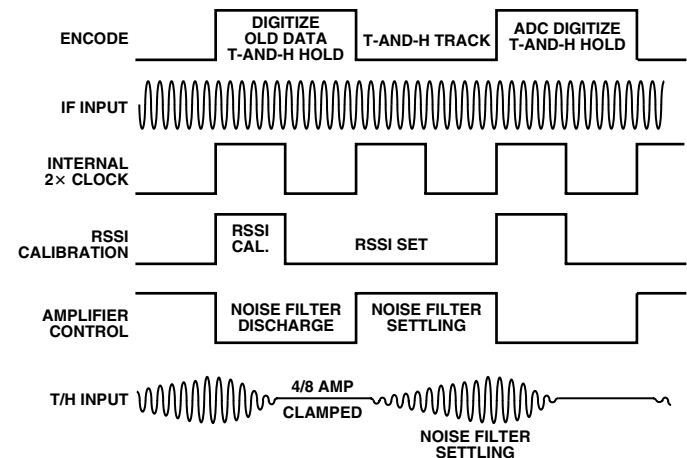 ENCODE
DIGITIZE
OLD DATA
T-AND-H HOLD
T-AND-H TRACK
ADC DIGITIZE
T-AND-H HOLD
IF INPUT
INTERNAL
2× CLOCK
RSSI
CALIBRATION
RSSI
CAL.
RSSI SET
AMPLIFIER
CONTROL
NOISE FILTER
DISCHARGE
NOISE FILTER
SETTLING
T/H INPUT
4/8 AMP
CLAMPED
NOISE FILTER
SETTLING